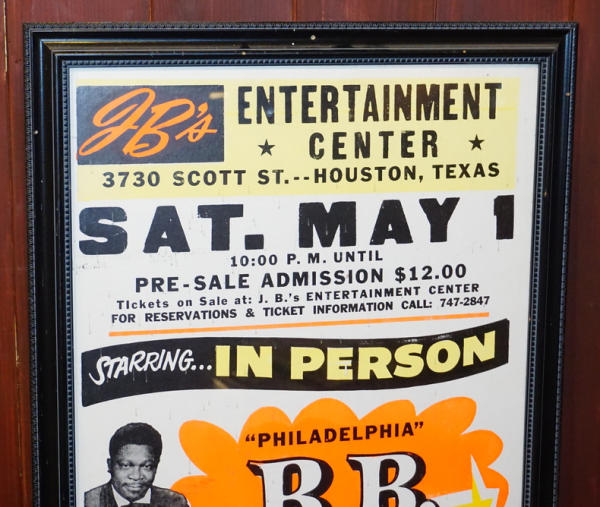 JB's
ENTERTAINMENT
★ CENTER ★
3730 SCOTT ST.---HOUSTON, TEXAS
SAT. MAY 1
10:00 P. M. UNTIL
PRE-SALE ADMISSION $12.00
Tickets on Sale at: J. B.'s ENTERTAINMENT CENTER
FOR RESERVATIONS & TICKET INFORMATION CALL: 747-2847
STARRING... IN PERSON
"PHILADELPHIA"
B.B.